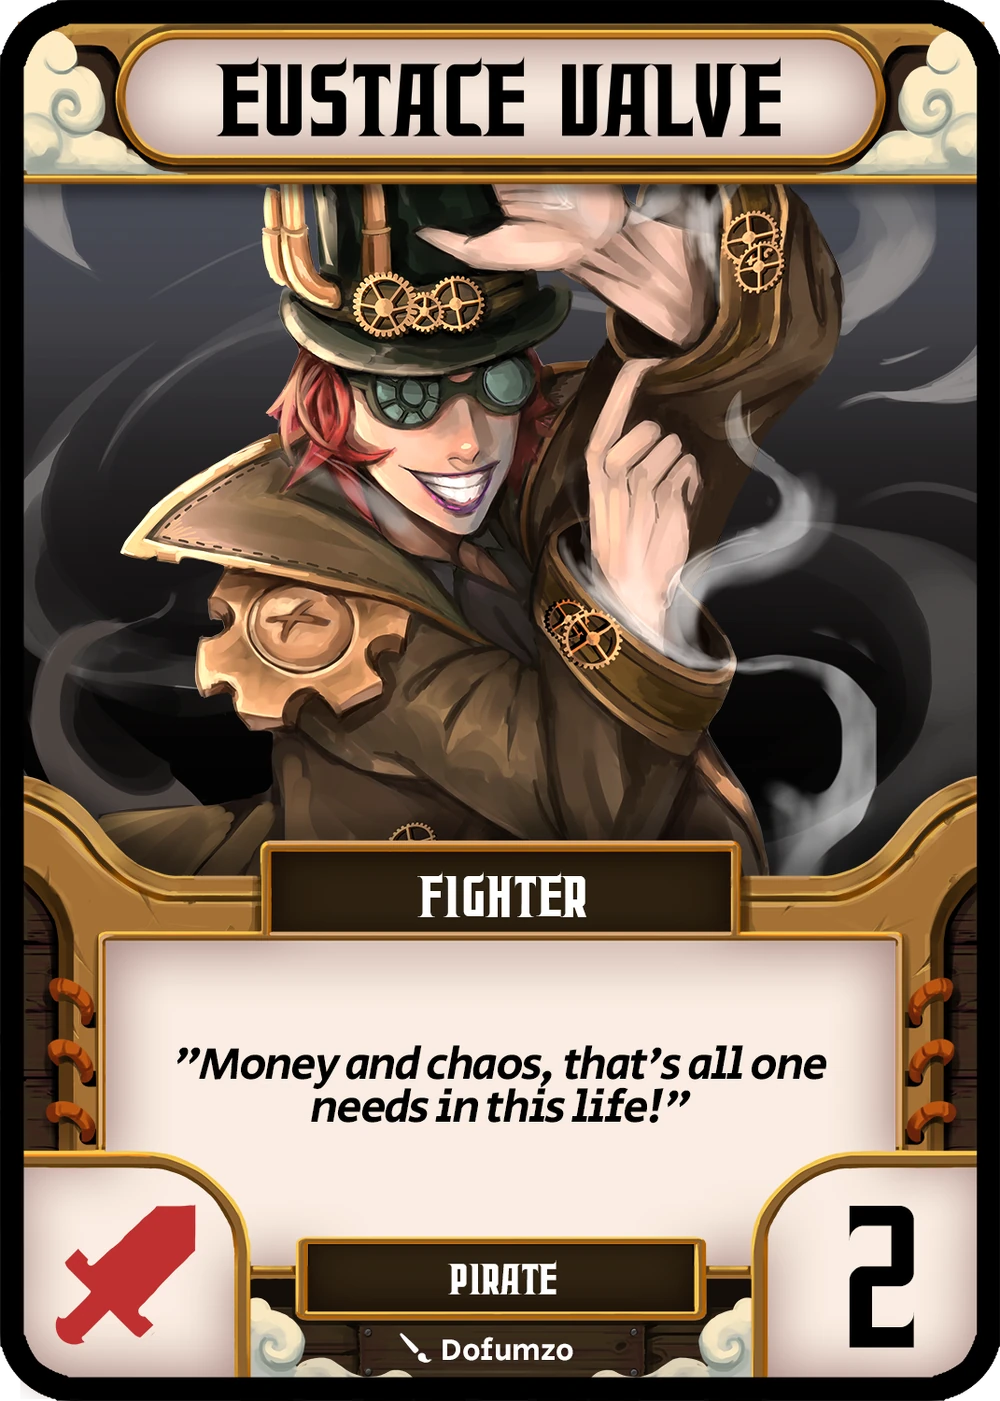 EUSTACE VALVE
FIGHTER
”Money and chaos, that’s all one
needs in this life!”
PIRATE
Dofumzo
2